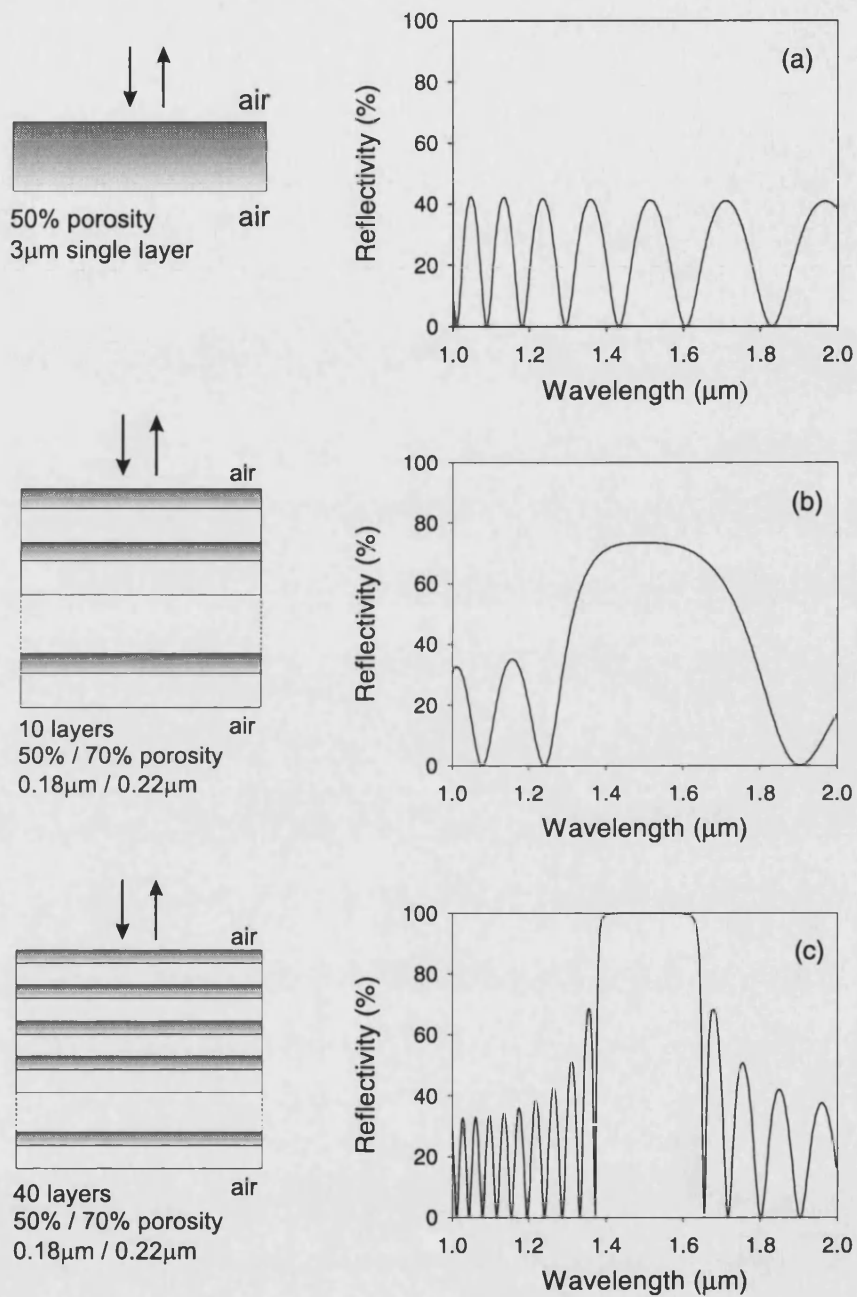 air
air
50% porosity
3μm single layer
(a)
Reflectivity (%)
100
80
60
40
20
0
1.0 1.2 1.4 1.6 1.8 2.0
Wavelength (μm)
air
air
10 layers
50% / 70% porosity
0.18μm / 0.22μm
(b)
Reflectivity (%)
100
80
60
40
20
0
1.0 1.2 1.4 1.6 1.8 2.0
Wavelength (μm)
air
air
40 layers
50% / 70% porosity
0.18μm / 0.22μm
(c)
Reflectivity (%)
100
80
60
40
20
0
1.0 1.2 1.4 1.6 1.8 2.0
Wavelength (μm)